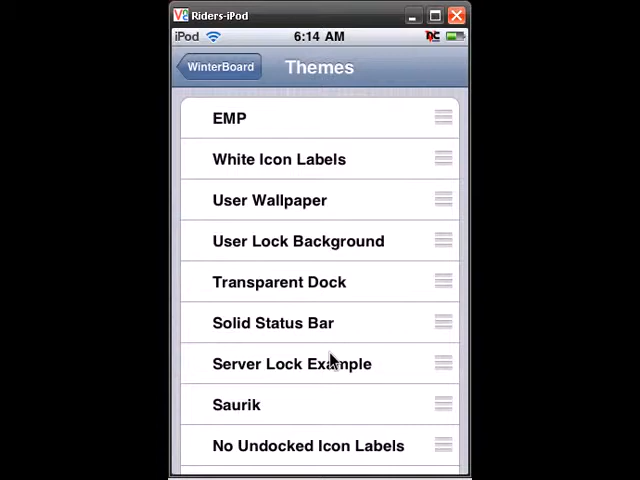 Riders-iPod
iPod 6:14 AM
WinterBoard Themes
EMP
White Icon Labels
User Wallpaper
User Lock Background
Transparent Dock
Solid Status Bar
Server Lock Example
Saurik
No Undocked Icon Labels